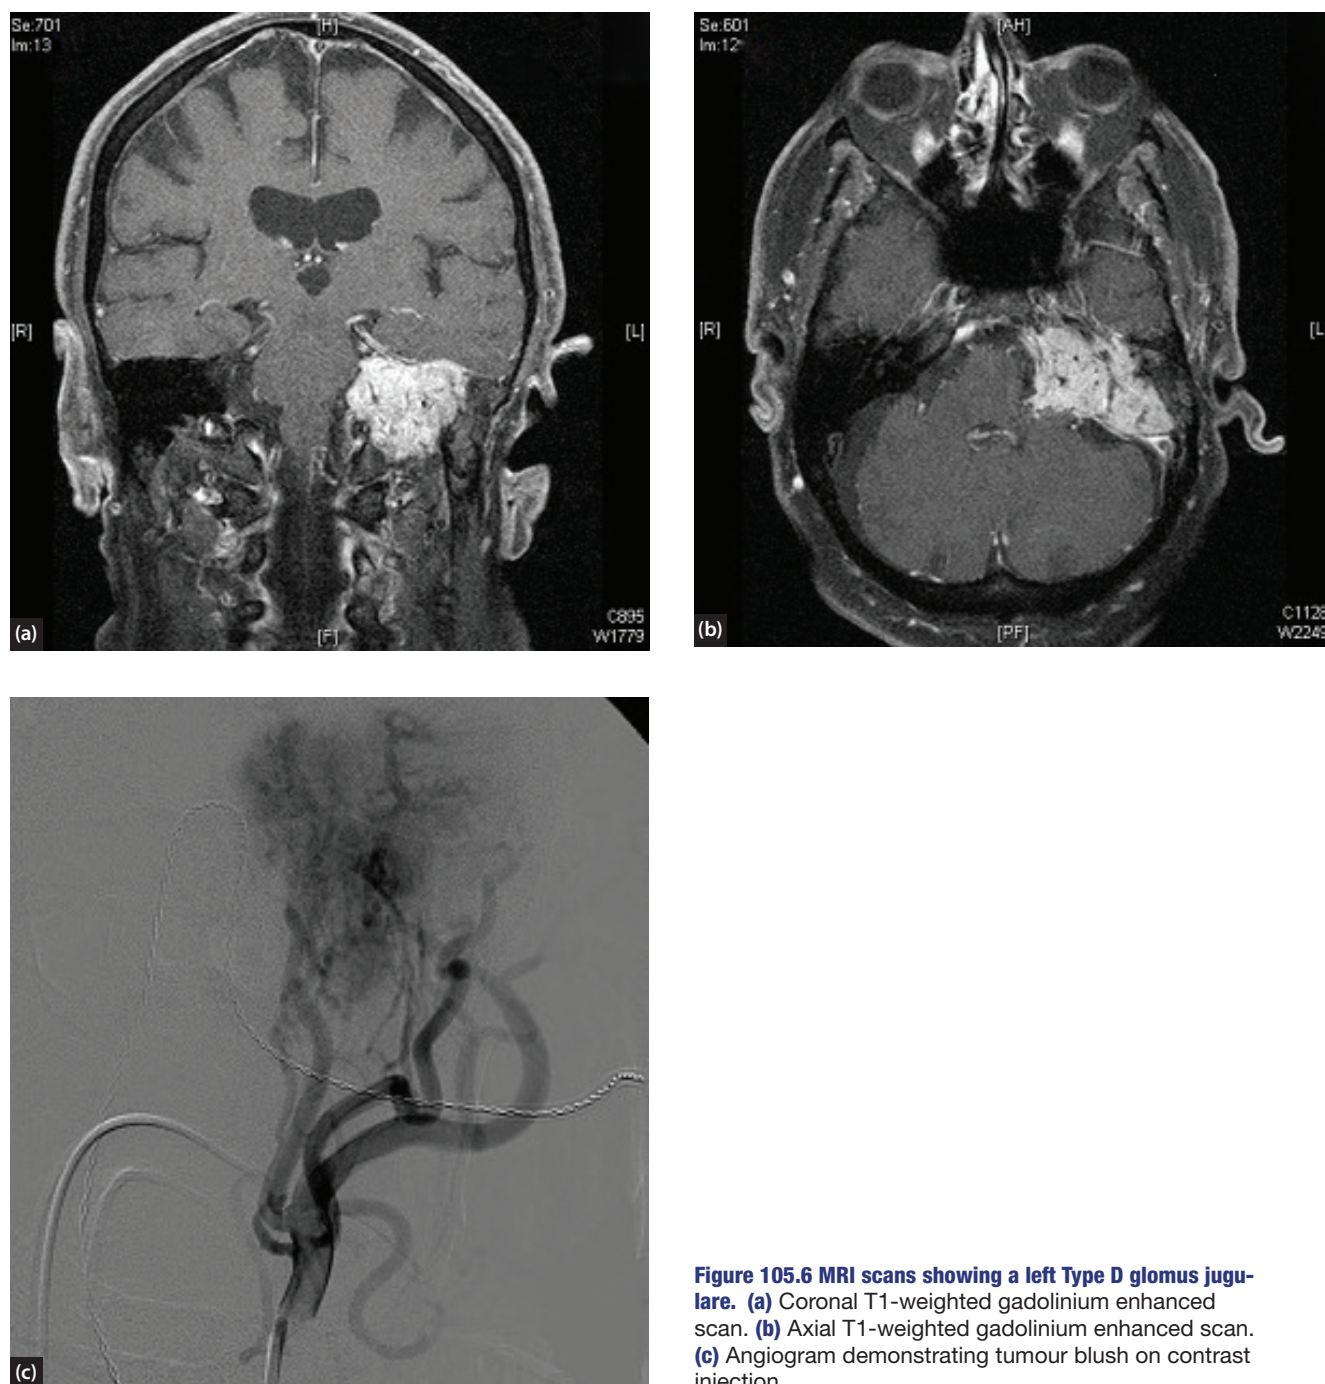 Se:701
Im:13
[H]
[R]
[L]
C895
W1779
[F]
(a)
Se:601
Im:12
[AH]
[R]
[L
C1128
W2249
[PF]
(b)
(c)
Figure 105.6 MRI scans showing a left Type D glomus jugu-
lare. (a) Coronal T1-weighted gadolinium enhanced
scan. (b) Axial T1-weighted gadolinium enhanced scan.
(c) Angiogram demonstrating tumour blush on contrast
injection